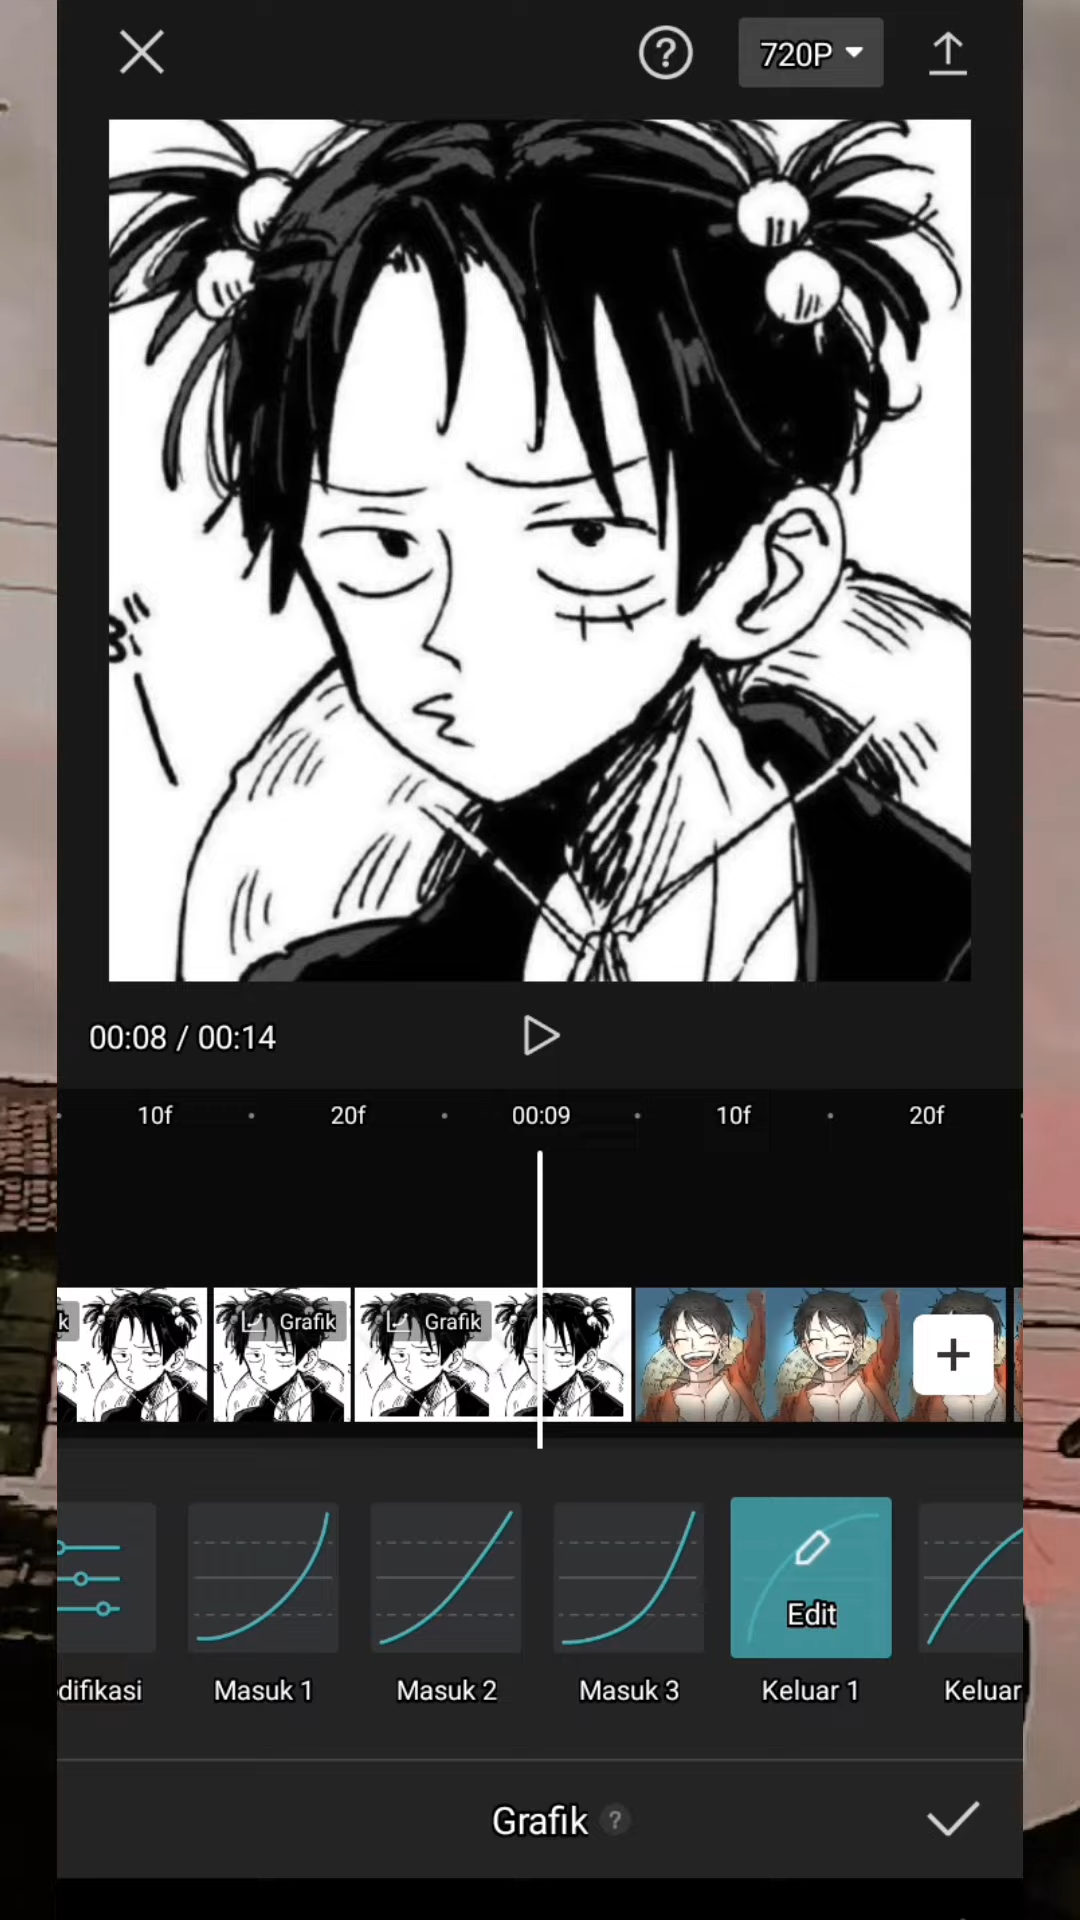 720P
00:08 / 00:14
10f 20f 00:09 10f 20f
k Grafik Grafik
Edit
difikasi Masuk 1 Masuk 2 Masuk 3 Keluar 1 Keluar
Grafik ?